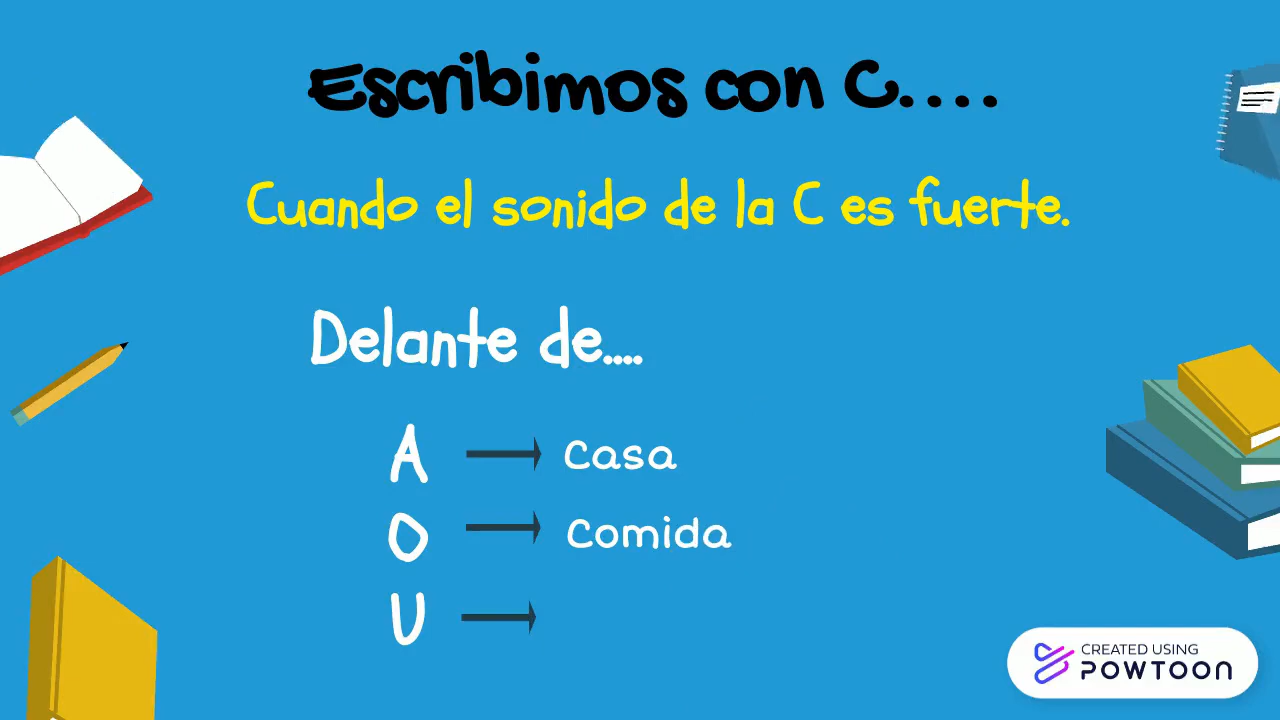 Escribimos con C....
Cuando el sonido de la C es fuerte.
Delante de....
A → Casa
O → Comida
U →
CREATED USING
POWTOON